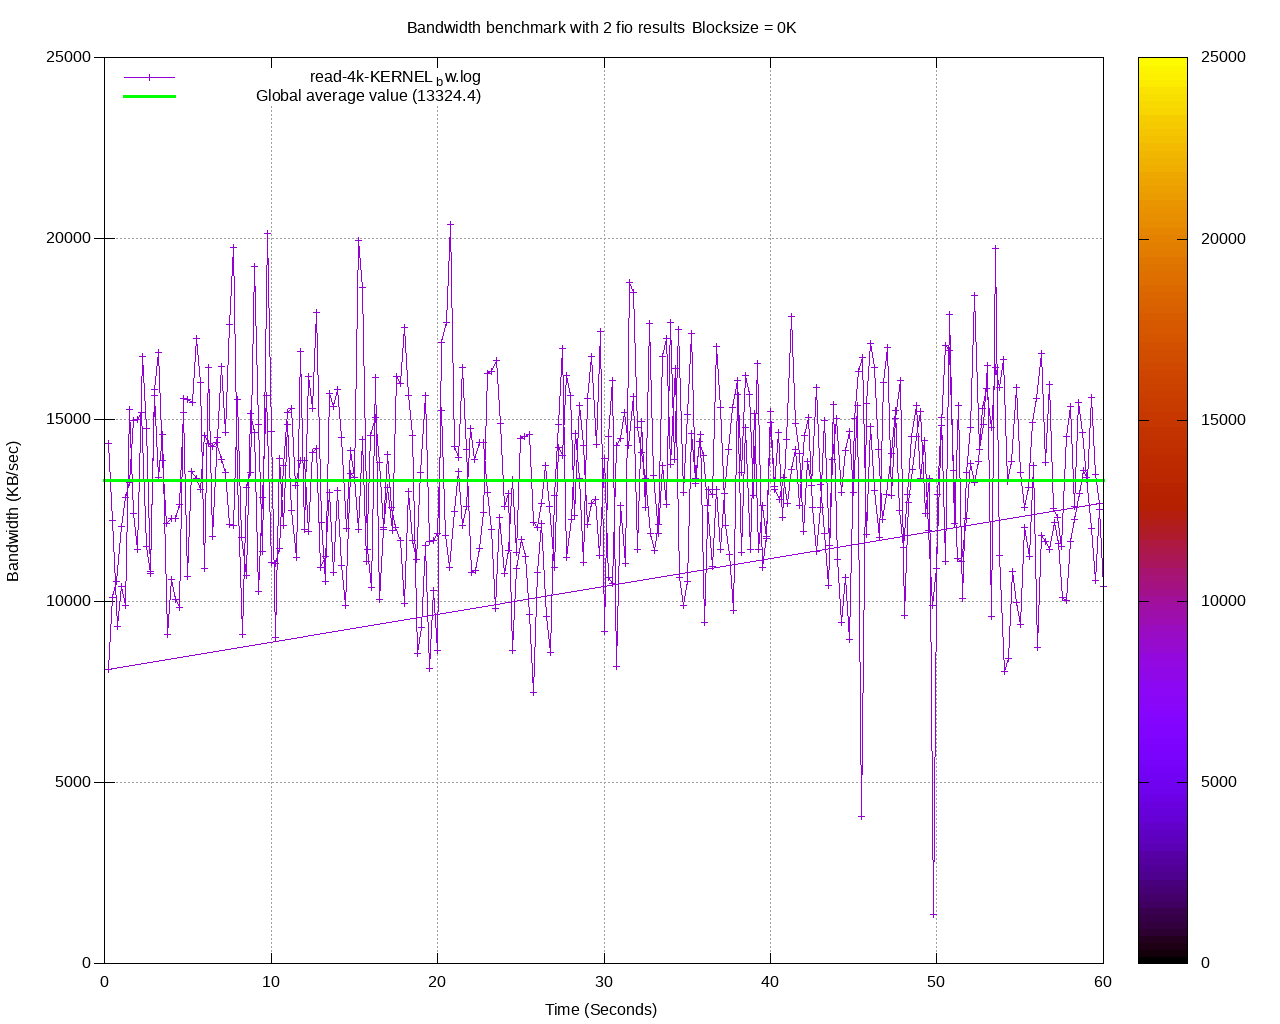 Bandwidth benchmark with 2 fio results Blocksize = 0K
read-4k-KERNEL_bw.log
Global average value (13324.4)
Bandwidth (KB/sec)
25000
20000
15000
10000
5000
0
0 10 20 30 40 50 60
Time (Seconds)
25000
20000
15000
10000
5000
0